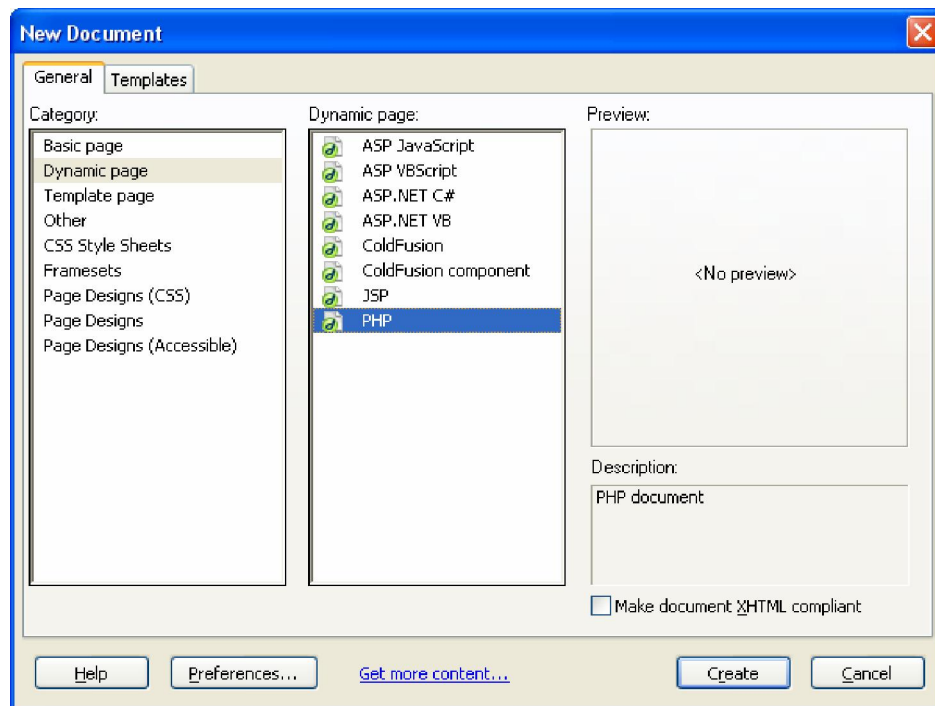 New Document
General
Templates
Category:
Basic page
Dynamic page
Template page
Other
CSS Style Sheets
Framesets
Page Designs (CSS)
Page Designs
Page Designs (Accessible)
Dynamic page:
ASP JavaScript
ASP VBScript
ASP.NET C#
ASP.NET VB
ColdFusion
ColdFusion component
JSP
PHP
Preview:
<No preview>
Description:
PHP document
Make document XHTML compliant
Help
Preferences...
Get more content...
Create
Cancel